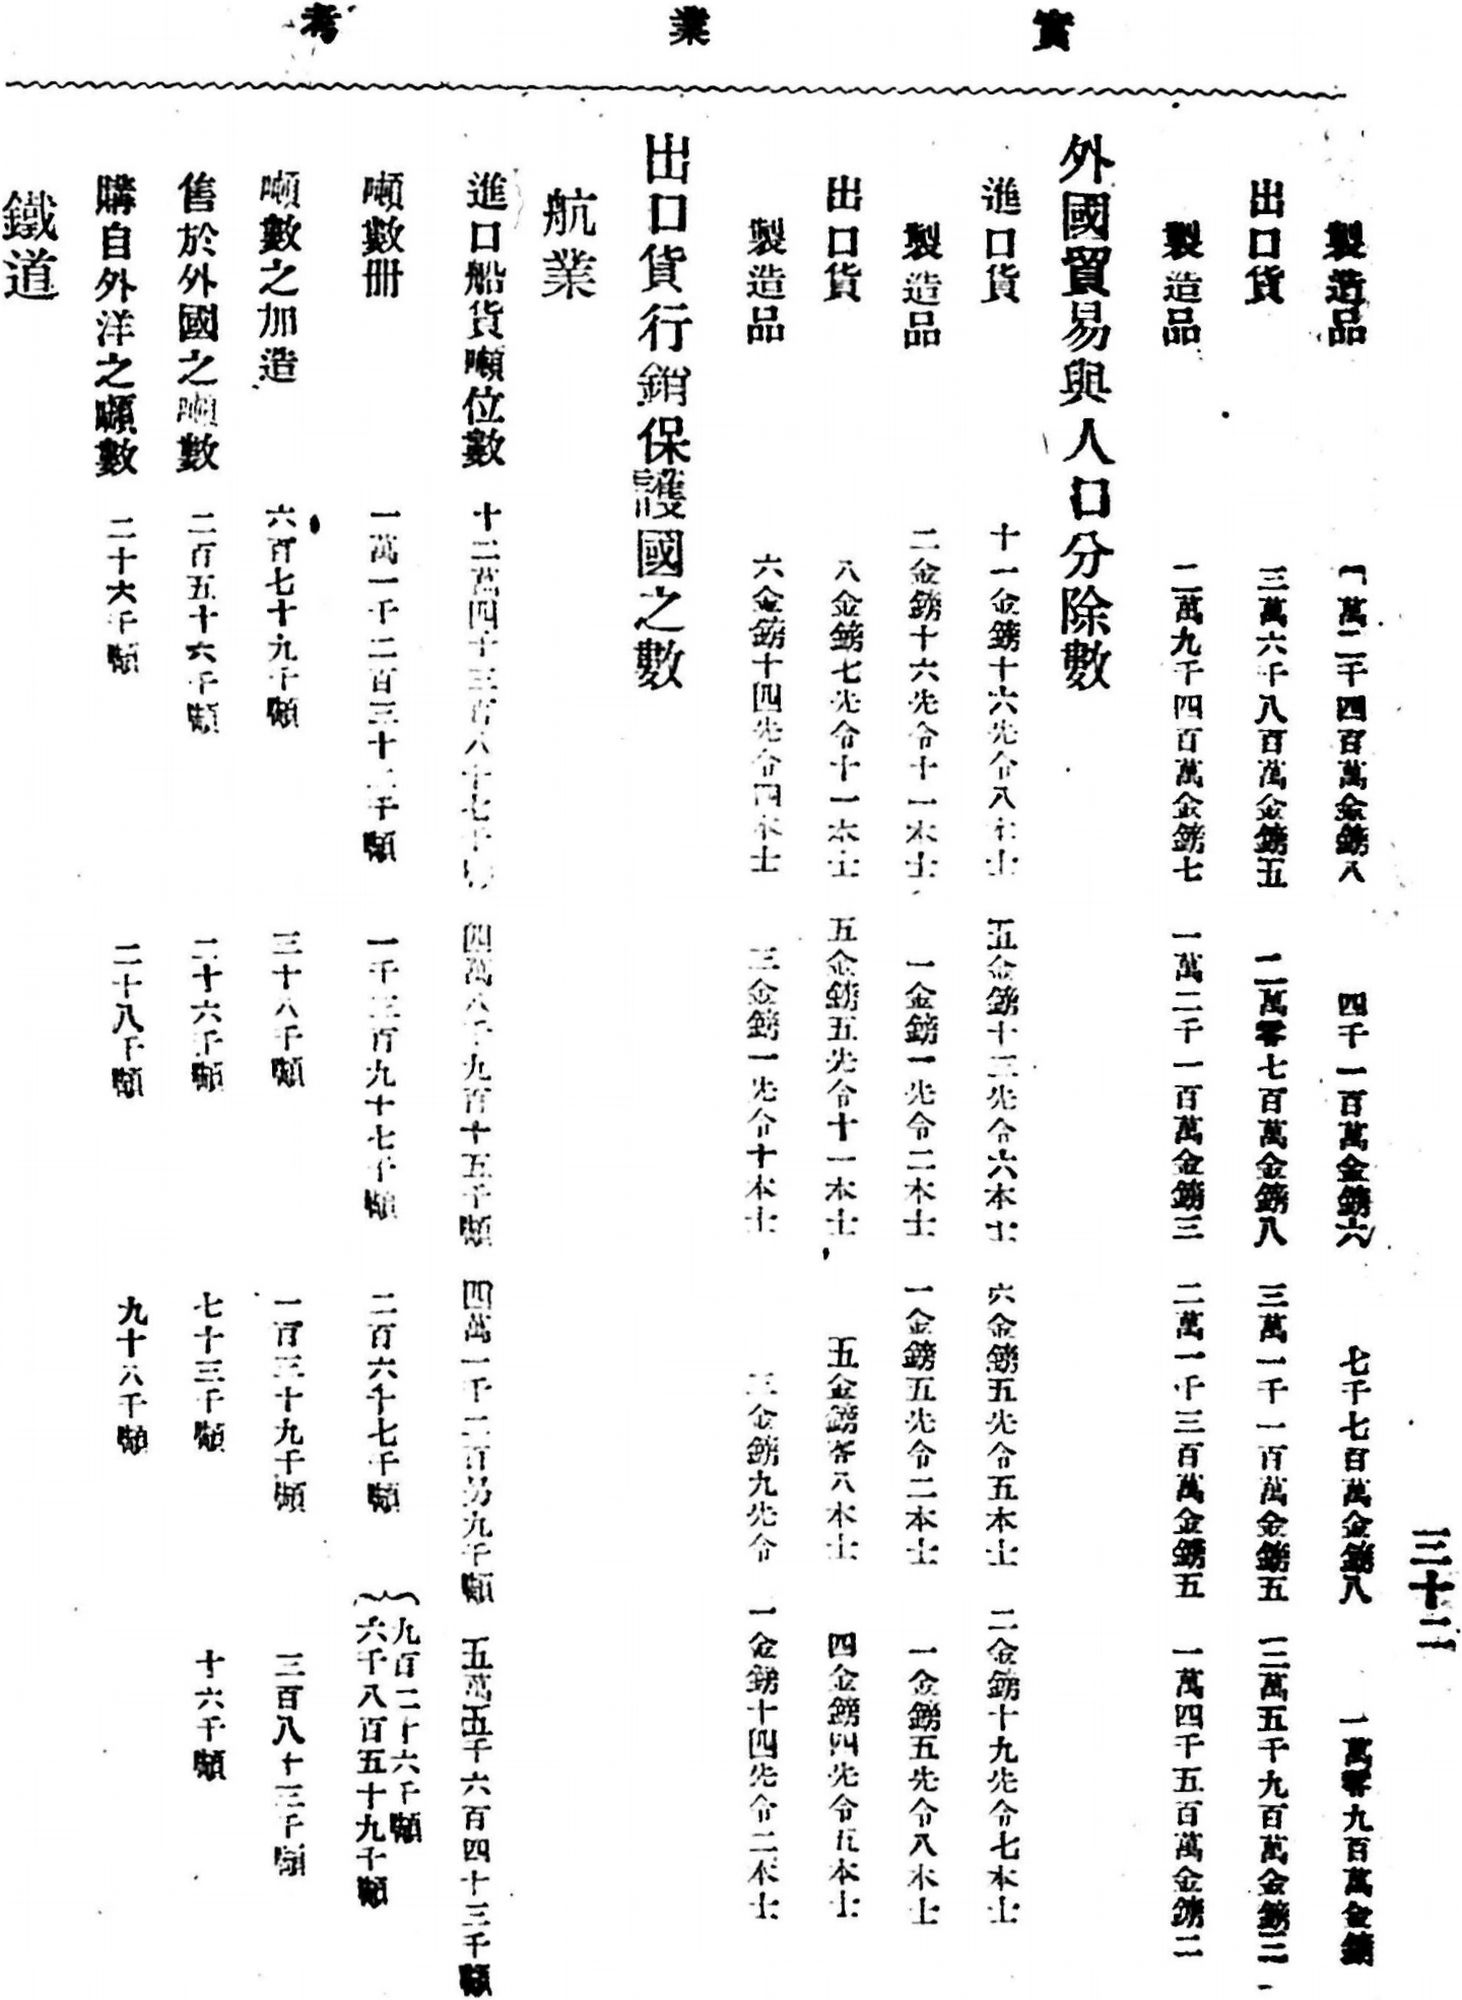 實業考
三十二
製造品 一萬二千四百萬金鎊八 四千一百萬金鎊六 七千七百萬金鎊八 一萬零九百萬金鎊
出口貨 三萬六千八百萬金鎊五 二萬零七百萬金鎊八 三萬一千一百萬金鎊五 二萬五千九百萬金鎊三
製造品 二萬九千四百萬金鎊七 一萬二千一百萬金鎊三 二萬一千三百萬金鎊五 一萬四千五百萬金鎊二
外國貿易與人口分除數
進口貨 十一金鎊十六先令八本士 五金鎊十三先令六本士 六金鎊五先令五本士 二金鎊十九先令七本士
製造品 二金鎊十六先令十一本士 一金鎊一先令二本士 一金鎊五先令二本士 一金鎊五先令八本士
出口貨 八金鎊七先令十一本士 五金鎊五先令十一本士 五金鎊零八本士 四金鎊四先令五本士
製造品 六金鎊十四先令四本士 三金鎊一先令十本士 三金鎊九先令 一金鎊十四先令二本士
出口貨行銷保護國之數
航業
進口船貨噸位數 十二萬四千三百八十七千噸 四萬八千九百十五千噸 四萬一千二百另九千噸 五萬五千六百四十三千噸
噸數冊 一萬一千二百三十二千噸 一千三百九十七千噸 二百六十七千噸 九百二十六千噸 六千八百五十九千噸
噸數之加造 六百七十九千噸 三十八千噸 一百三十九千噸 三百八十三千噸
售於外國之噸數 二百五十六千噸 二十六千噸 七十三千噸 十六千噸
購自外洋之噸數 二十六千噸 二十八千噸 九十八千噸
鐵道